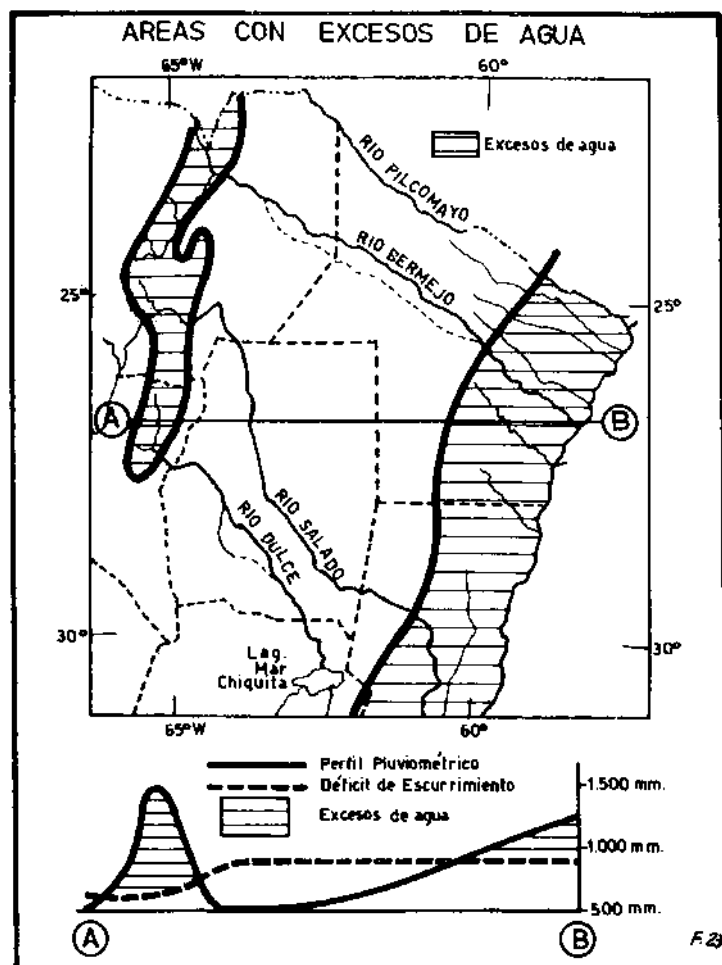 AREAS CON EXCESOS DE AGUA
65°W
60°
Excesos de agua
RIO PILCOMAYO
RIO BERMEJO
25°
25°
A
B
RIO SALADO
RIO DULCE
30°
30°
Lag.
Mar
Chiquita
65°W
60°
Perfil Pluviométrico
Déficit de Escurrimiento
Excesos de agua
1.500 mm.
1.000 mm.
500 mm.
A
B